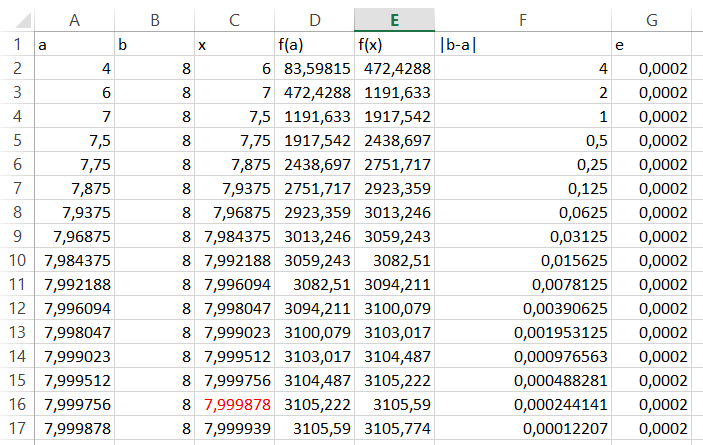 A B C D E F G
1 a b x f(a) f(x) |b-a| e
2 4 8 6 83,59815 472,4288 4 0,0002
3 6 8 7 472,4288 1191,633 2 0,0002
4 7 8 7,5 1191,633 1917,542 1 0,0002
5 7,5 8 7,75 1917,542 2438,697 0,5 0,0002
6 7,75 8 7,875 2438,697 2751,717 0,25 0,0002
7 7,875 8 7,9375 2751,717 2923,359 0,125 0,0002
8 7,9375 8 7,96875 2923,359 3013,246 0,0625 0,0002
9 7,96875 8 7,984375 3013,246 3059,243 0,03125 0,0002
10 7,984375 8 7,992188 3059,243 3082,51 0,015625 0,0002
11 7,992188 8 7,996094 3082,51 3094,211 0,0078125 0,0002
12 7,996094 8 7,998047 3094,211 3100,079 0,00390625 0,0002
13 7,998047 8 7,999023 3100,079 3103,017 0,001953125 0,0002
14 7,999023 8 7,999512 3103,017 3104,487 0,000976563 0,0002
15 7,999512 8 7,999756 3104,487 3105,222 0,000488281 0,0002
16 7,999756 8 7,999878 3105,222 3105,59 0,000244141 0,0002
17 7,999878 8 7,999939 3105,59 3105,774 0,00012207 0,0002